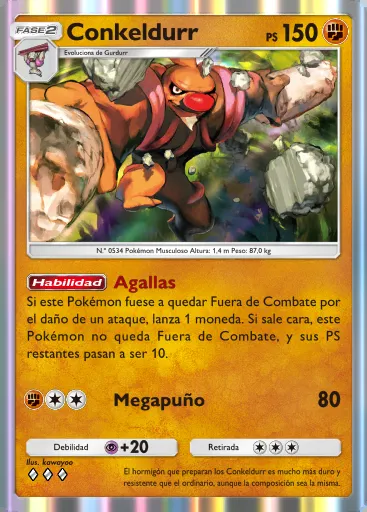 FASE 2 Conkeldurr PS 150
Evoluciona de Gurdurr
N.º 0534 Pokémon Musculoso Altura: 1,4 m Peso: 87,0 kg
Habilidad Agallas
Si este Pokémon fuese a quedar Fuera de Combate por
el daño de un ataque, lanza 1 moneda. Si sale cara, este
Pokémon no queda Fuera de Combate, y sus PS
restantes pasan a ser 10.
Megapuño 80
Debilidad +20 Retirada
Ilus. kawayoo
El hormigón que preparan los Conkeldurr es mucho más duro y
resistente que el ordinario, aunque la composición sea la misma.